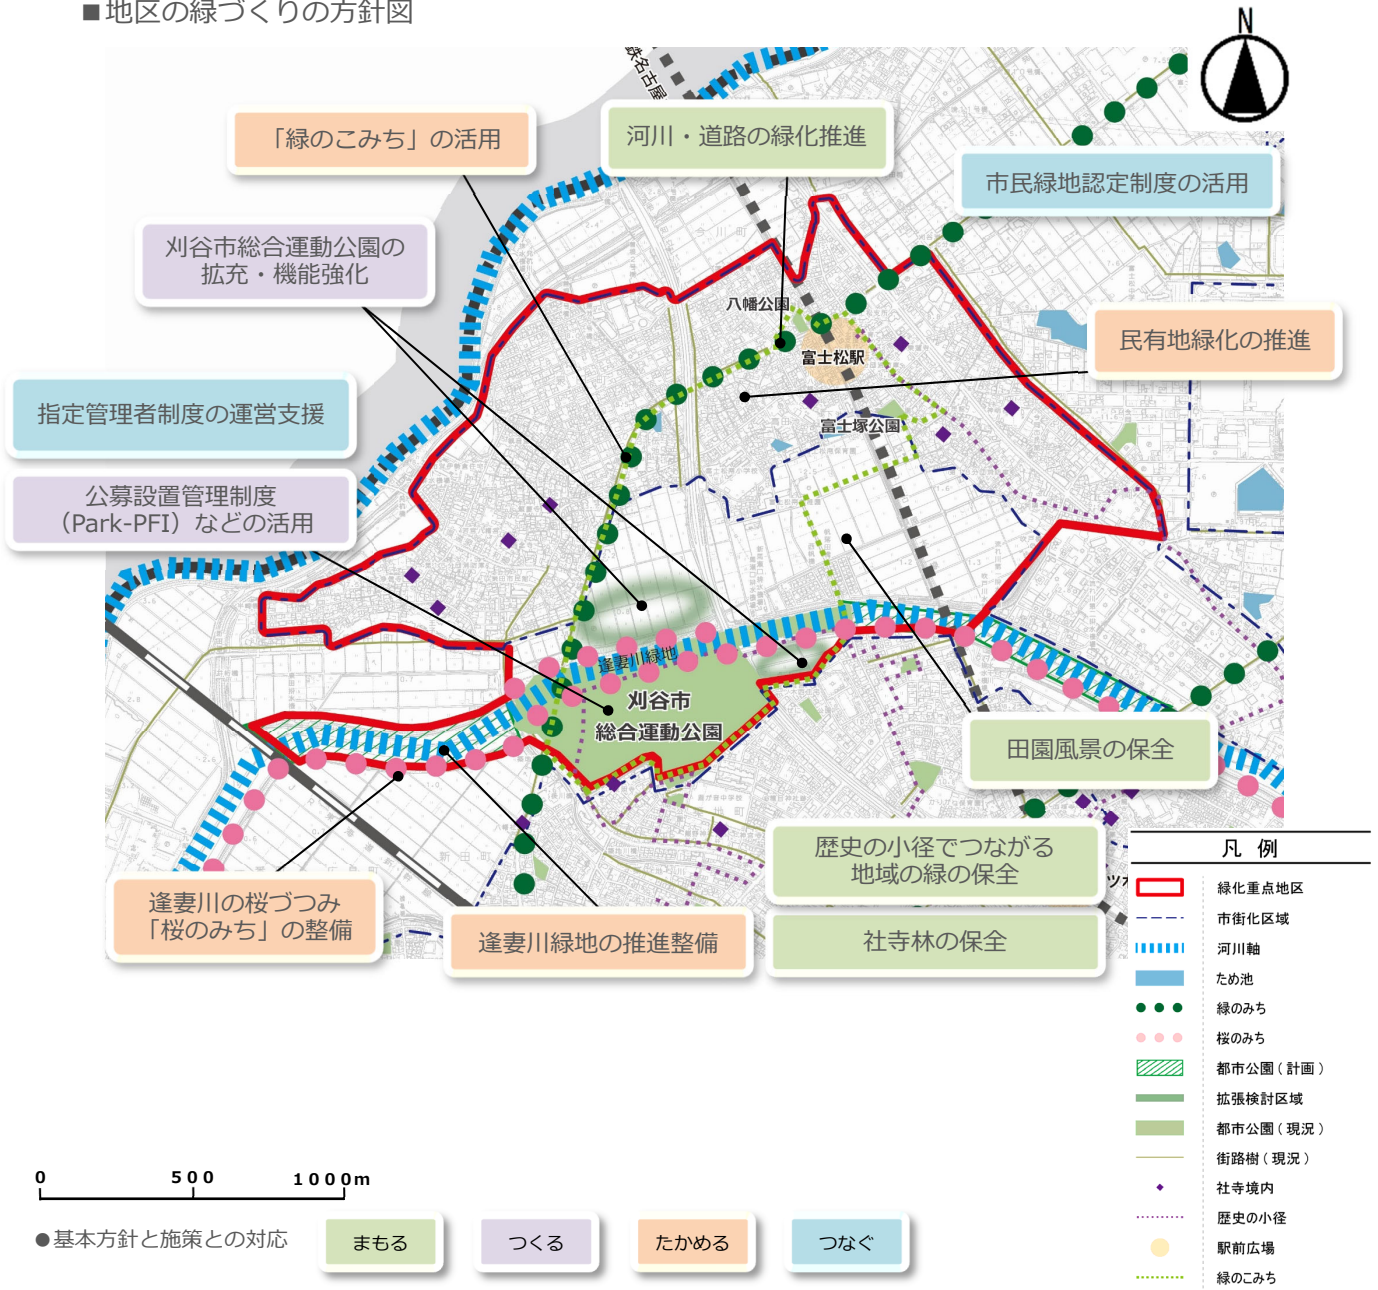 ■地区の緑づくりの方針図
N
鉄名古屋
「緑のこみち」の活用
河川・道路の緑化推進
市民緑地認定制度の活用
刈谷市総合運動公園の
拡充・機能強化
今川町
八幡公園
民有地緑化の推進
富士松駅
指定管理者制度の運営支援
富士塚公園
公募設置管理制度
（Park-PFI）などの活用
逢妻川緑地
刈谷市
総合運動公園
田園風景の保全
歴史の小径でつながる
地域の緑の保全
新田町
逢妻川の桜づつみ
「桜のみち」の整備
逢妻川緑地の推進整備
社寺林の保全
ツ木
凡 例
緑化重点地区
市街化区域
河川軸
ため池
緑のみち
桜のみち
都市公園（計画）
拡張検討区域
都市公園（現況）
街路樹（現況）
社寺境内
歴史の小径
駅前広場
緑のこみち
0 500 1000m
●基本方針と施策との対応
まもる
つくる
たかめる
つなぐ